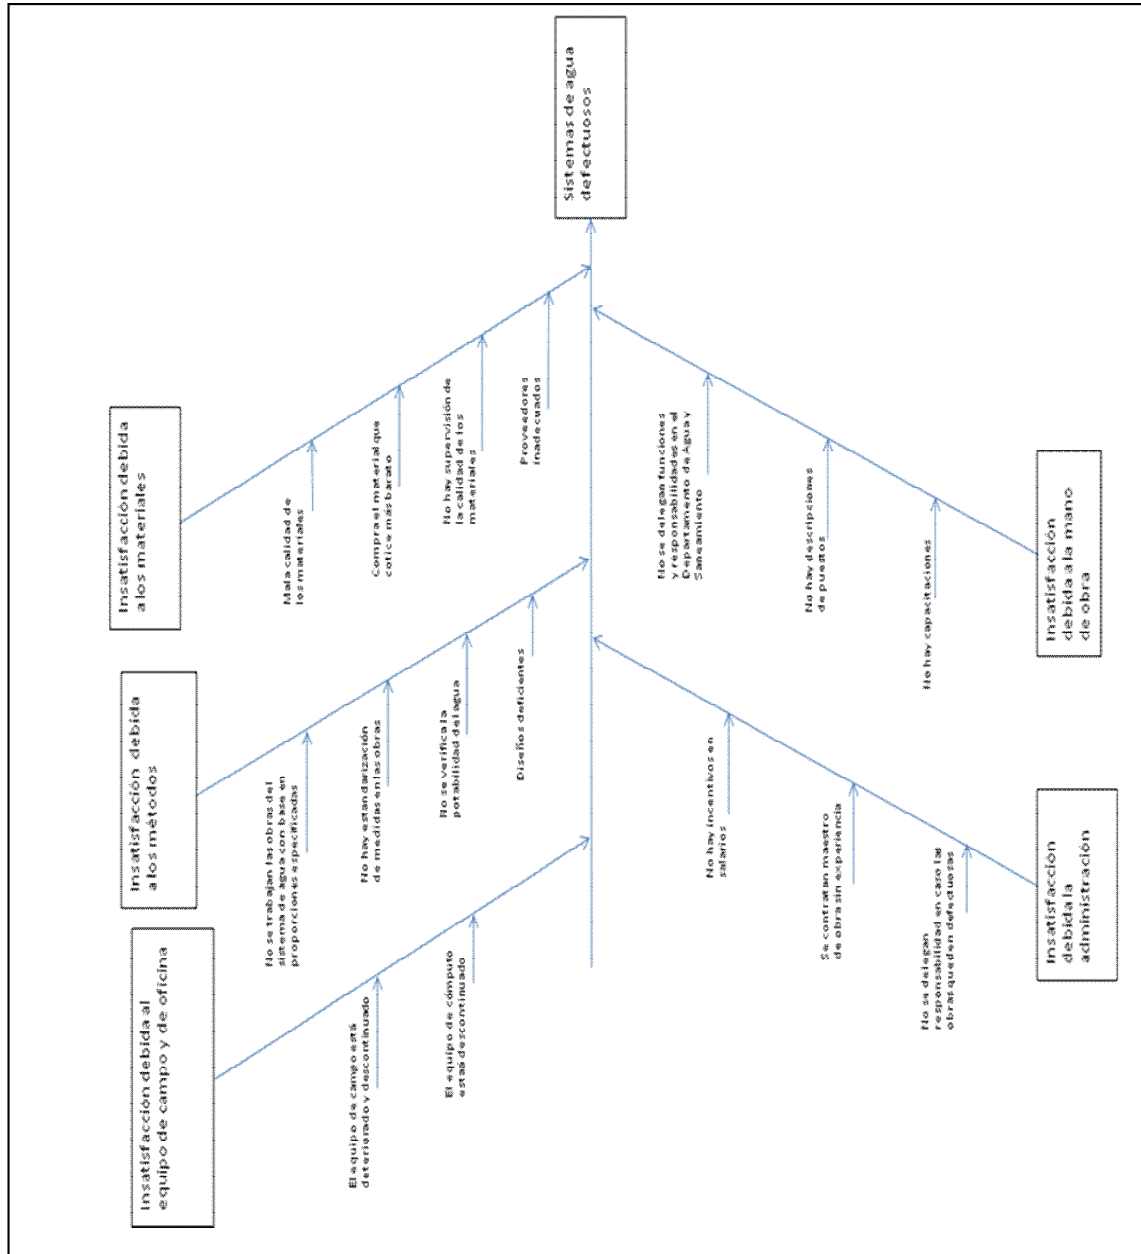 Insatisfacción debida al
equipo de campo y de oficina
El equipo de campo está
deteriorado y descontinuado
El equipo de cómputo
estaá descontinuado
Insatisfacción debida
a los métodos
No se trabajan las obras del
sistema de agua con base en
proporciones especificadas
No hay estandarización
de medidas en las obras
No se verifica la
potabilidad del agua
Diseños deficientes
Insatisfacción debida
a los materiales
Mala calidad de
los materiales
Compra el material que
cotice más barato
No hay supervisión de
la calidad de los
materiales
Proveedores
inadecuados
Sistemas de agua
defectuosos
Insatisfacción
debida la
administración
No hay incentivos en
salarios
Se contratan maestro
de obra sin experiencia
No se delegan
responsabilidad en caso las
obras queden defectuosas
Insatisfacción
debida a la mano
de obra
No se delegan funciones
y responsabilidades en el
Departamento de Agua y
Saneamiento
No hay descripciones
de puestos
No hay capacitaciones